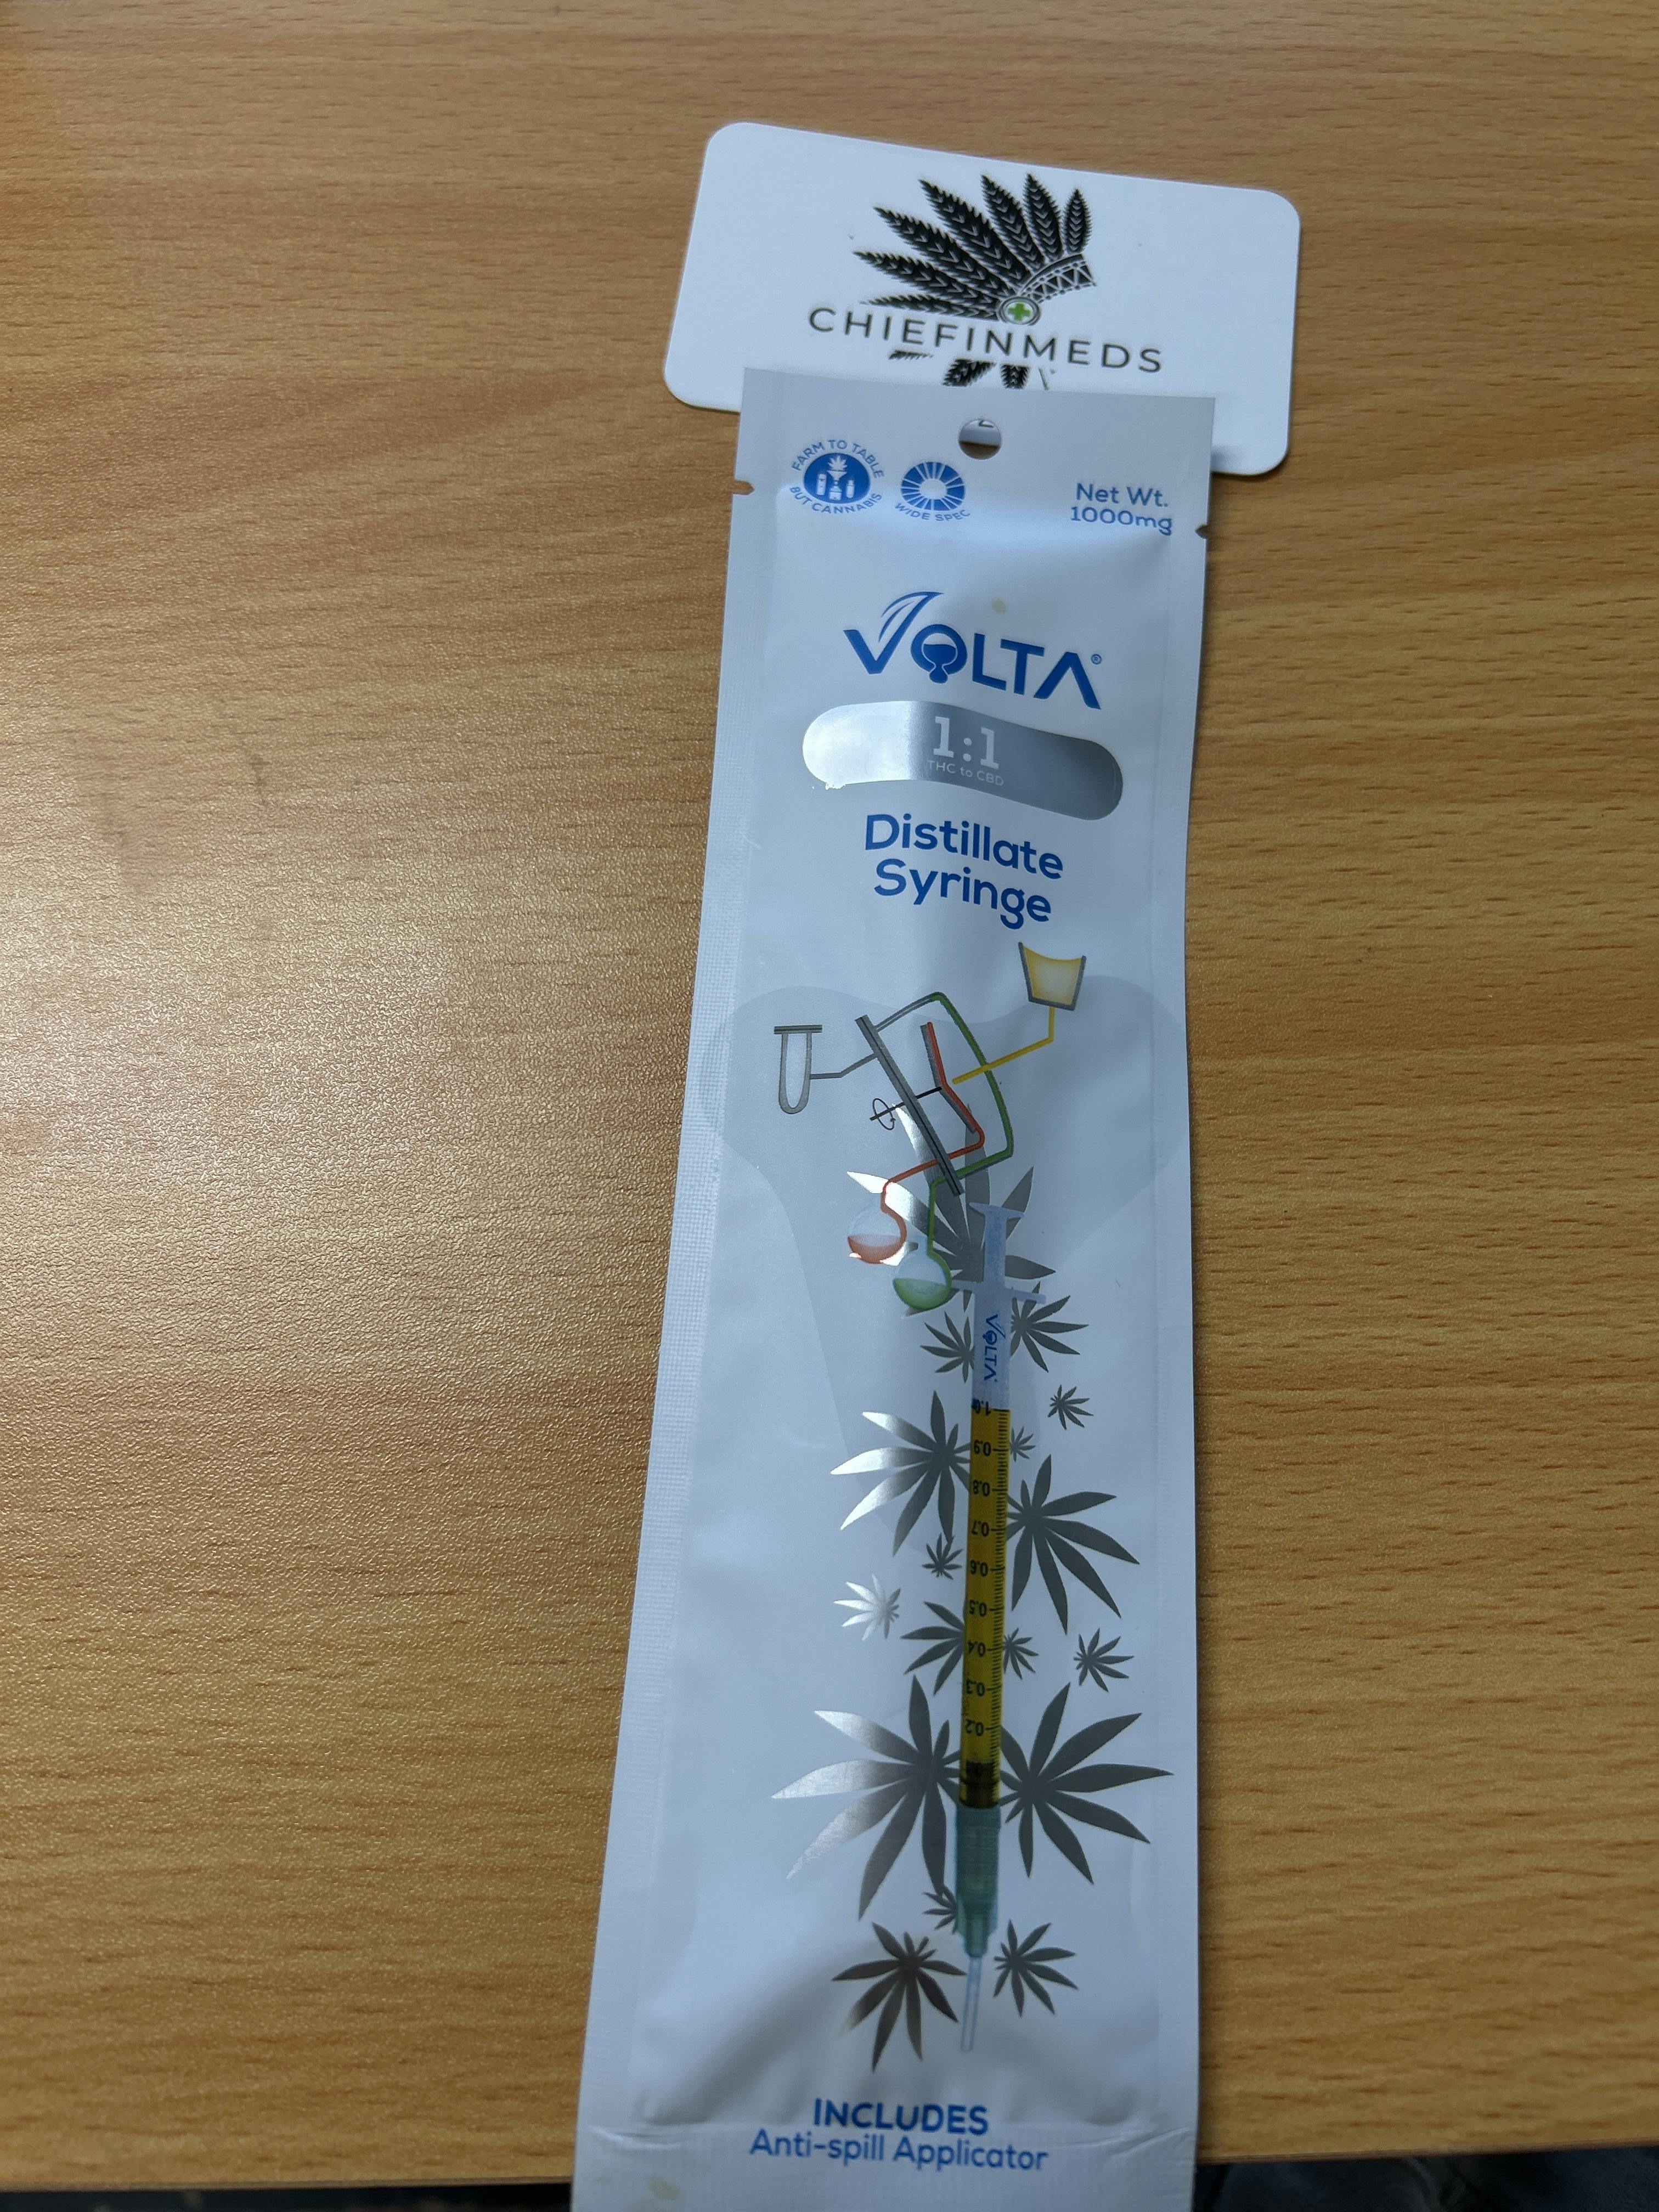 CHIEFINMEDS
FARM TO TABLE
BUT CANNABIS
WIDE SPEC
Net Wt.
1000mg
VOLTA®
1:1
THC to CBD
Distillate
Syringe
VOLTA
1.0
0.9
0.8
0.7
0.6
0.5
0.4
0.3
0.2
INCLUDES
Anti-spill Applicator